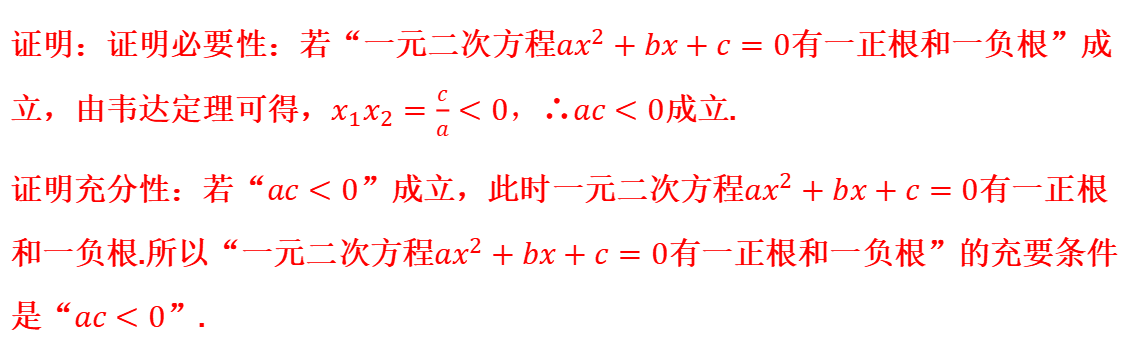 证明：证明必要性：若“一元二次方程𝑎𝑥² + 𝑏𝑥 + 𝑐 = 0有一正根和一负根”成
立，由韦达定理可得，𝑥₁𝑥₂ = 𝑐/𝑎 < 0，∴𝑎𝑐 < 0成立.
证明充分性：若“𝑎𝑐 < 0”成立，此时一元二次方程𝑎𝑥² + 𝑏𝑥 + 𝑐 = 0有一正根
和一负根.所以“一元二次方程𝑎𝑥² + 𝑏𝑥 + 𝑐 = 0有一正根和一负根”的充要条件
是“𝑎𝑐 < 0”.